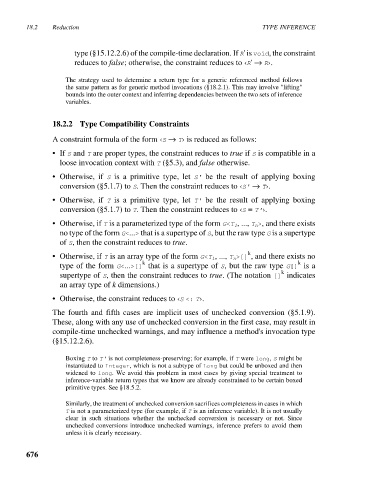 18.2 Reduction TYPE INFERENCE
type (§15.12.2.6) of the compile-time declaration. If R' is void, the constraint
reduces to false; otherwise, the constraint reduces to ‹R' → R›.
The strategy used to determine a return type for a generic referenced method follows
the same pattern as for generic method invocations (§18.2.1). This may involve "lifting"
bounds into the outer context and inferring dependencies between the two sets of inference
variables.
18.2.2 Type Compatibility Constraints
A constraint formula of the form ‹S → T› is reduced as follows:
• If S and T are proper types, the constraint reduces to true if S is compatible in a
loose invocation context with T (§5.3), and false otherwise.
• Otherwise, if S is a primitive type, let S' be the result of applying boxing
conversion (§5.1.7) to S. Then the constraint reduces to ‹S' → T›.
• Otherwise, if T is a primitive type, let T' be the result of applying boxing
conversion (§5.1.7) to T. Then the constraint reduces to ‹S = T'›.
• Otherwise, if T is a parameterized type of the form G<T₁, ..., Tₙ>, and there exists
no type of the form G<...> that is a supertype of S, but the raw type G is a supertype
of S, then the constraint reduces to true.
• Otherwise, if T is an array type of the form G<T₁, ..., Tₙ>[]ᵏ, and there exists no
type of the form G<...>[]ᵏ that is a supertype of S, but the raw type G[]ᵏ is a
supertype of S, then the constraint reduces to true. (The notation []ᵏ indicates
an array type of k dimensions.)
• Otherwise, the constraint reduces to ‹S <: T›.
The fourth and fifth cases are implicit uses of unchecked conversion (§5.1.9).
These, along with any use of unchecked conversion in the first case, may result in
compile-time unchecked warnings, and may influence a method's invocation type
(§15.12.2.6).
Boxing T to T' is not completeness-preserving; for example, if T were long, S might be
instantiated to Integer, which is not a subtype of Long but could be unboxed and then
widened to long. We avoid this problem in most cases by giving special treatment to
inference-variable return types that we know are already constrained to be certain boxed
primitive types. See §18.5.2.
Similarly, the treatment of unchecked conversion sacrifices completeness in cases in which
T is not a parameterized type (for example, if T is an inference variable). It is not usually
clear in such situations whether the unchecked conversion is necessary or not. Since
unchecked conversions introduce unchecked warnings, inference prefers to avoid them
unless it is clearly necessary.
676